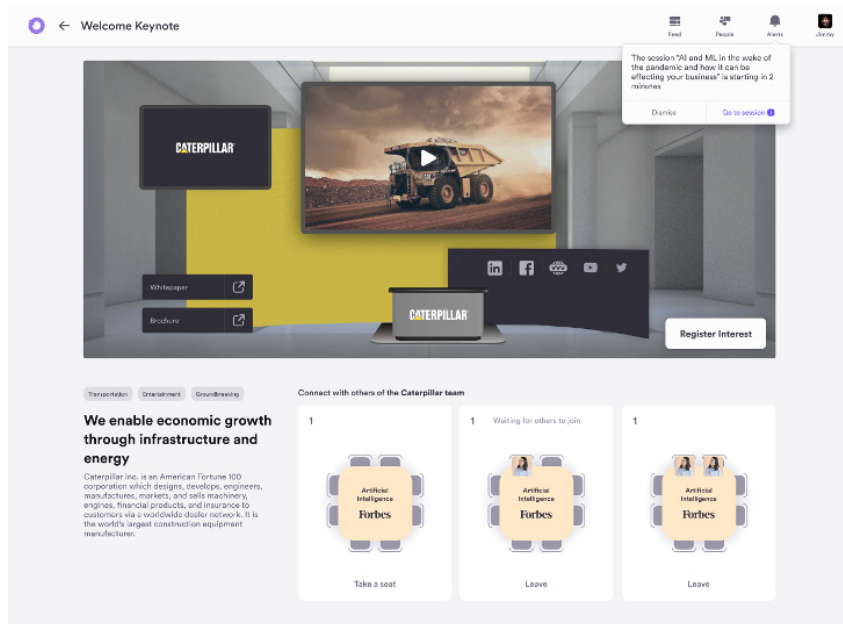 Welcome Keynote
Feed
People
Alerts
Jimmy
The session "AI and ML in the wake of
the pandemic and how it can be
effecting your business" is starting in 2
minutes
Dismiss
Go to session
CATERPILLAR
Whitepaper
Brochure
CATERPILLAR
Register Interest
Transportation
Entertainment
Groundbreaking
We enable economic growth
through infrastructure and
energy
Caterpillar Inc. is an American Fortune 100
corporation which designs, develops, engineers,
manufactures, markets, and sells machinery,
engines, financial products, and insurance to
customers via a worldwide dealer network. It is
the world's largest construction equipment
manufacturer.
Connect with others of the Caterpillar team
1
Artificial
Intelligence
Forbes
Take a seat
1
Waiting for others to join
Artificial
Intelligence
Forbes
Leave
1
Artificial
Intelligence
Forbes
Leave